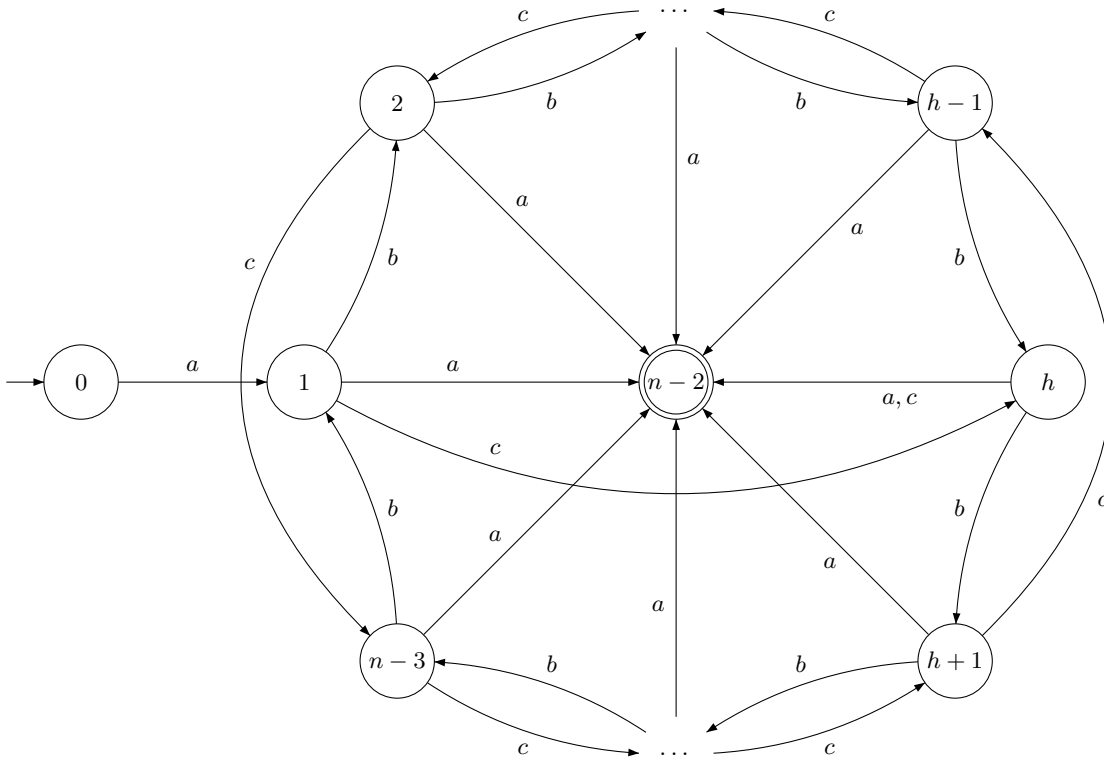 c … c
2 b b h − 1
a
a a
c b b
0 a 1 a n − 2 a, c h
c
b a a b c
a
n − 3 b b h + 1
c … c